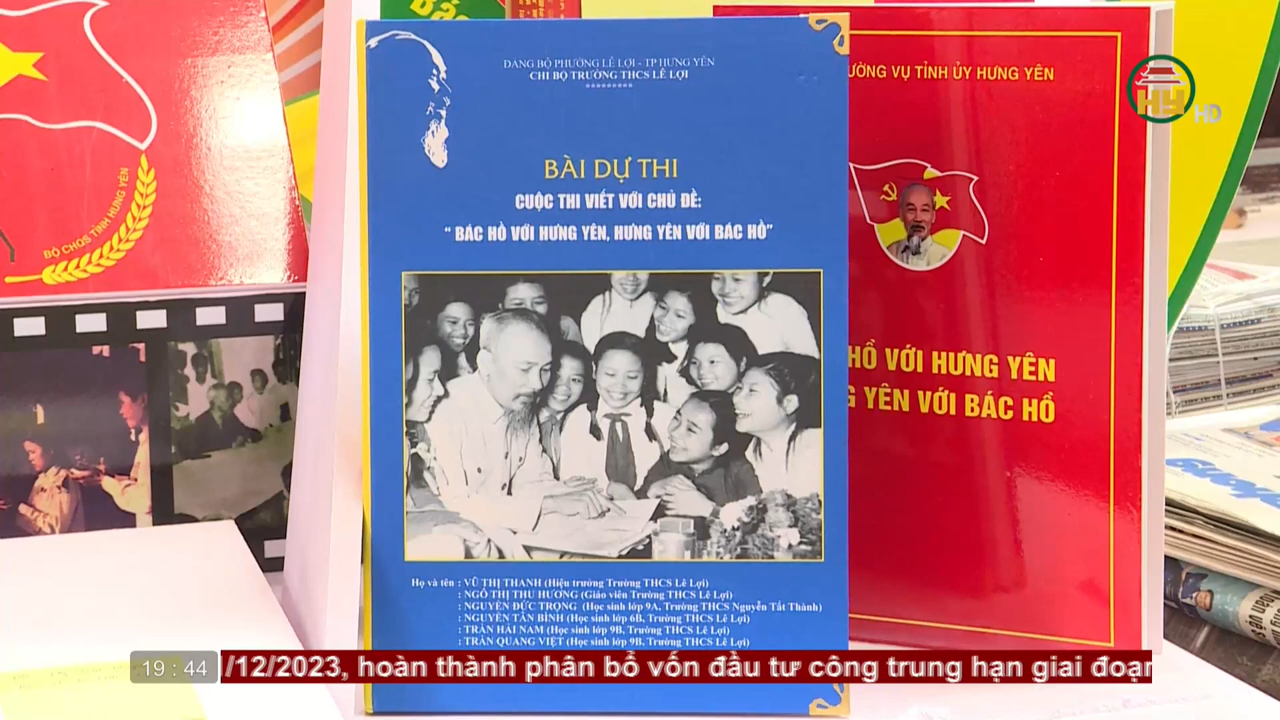 Bác
BỘ CHQS TỈNH HƯNG YÊN
ĐẢNG BỘ PHƯỜNG LÊ LỢI - TP HƯNG YÊN
CHI BỘ TRƯỜNG THCS LÊ LỢI
*********
BÀI DỰ THI
CUỘC THI VIẾT VỚI CHỦ ĐỀ:
“ BÁC HỒ VỚI HƯNG YÊN, HƯNG YÊN VỚI BÁC HỒ”
Họ và tên : VŨ THỊ THANH (Hiệu trưởng Trường THCS Lê Lợi)
: NGÔ THỊ THU HƯƠNG (Giáo viên Trường THCS Lê Lợi)
: NGUYỄN ĐỨC TRỌNG (Học sinh lớp 9A, Trường THCS Nguyễn Tất Thành)
: NGUYỄN TẤN BÌNH (Học sinh lớp 6B, Trường THCS Lê Lợi)
: TRẦN HẢI NAM (Học sinh lớp 9B, Trường THCS Lê Lợi)
: TRẦN QUANG VIỆT (Học sinh lớp 9B, Trường THCS Lê Lợi)
ƯỜNG VỤ TỈNH ỦY HƯNG YÊN
HỒ VỚI HƯNG YÊN
G YÊN VỚI BÁC HỒ
HY HD
19 : 44
/12/2023, hoàn thành phân bổ vốn đầu tư công trung hạn giai đoạn